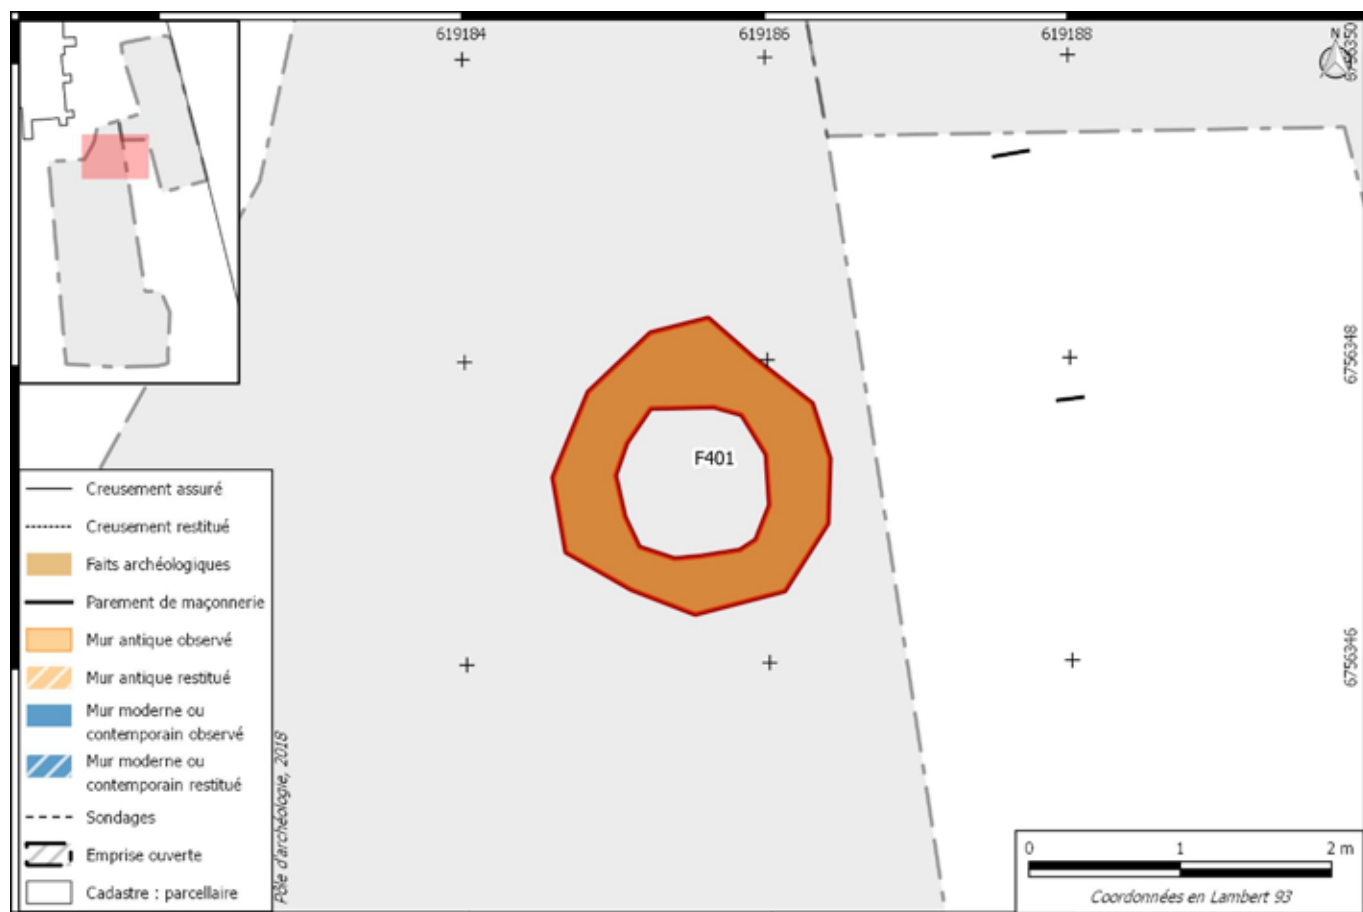 619184
619186
619188
N
6756350
6756348
F401
6756346
Creusement assuré
Creusement restitué
Faits archéologiques
Parement de maçonnerie
Mur antique observé
Mur antique restitué
Mur moderne ou
contemporain observé
Mur moderne ou
contemporain restitué
Sondages
Emprise ouverte
Cadastre : parcellaire
Pôle d'archéologie, 2018
0 1 2 m
Coordonnées en Lambert 93